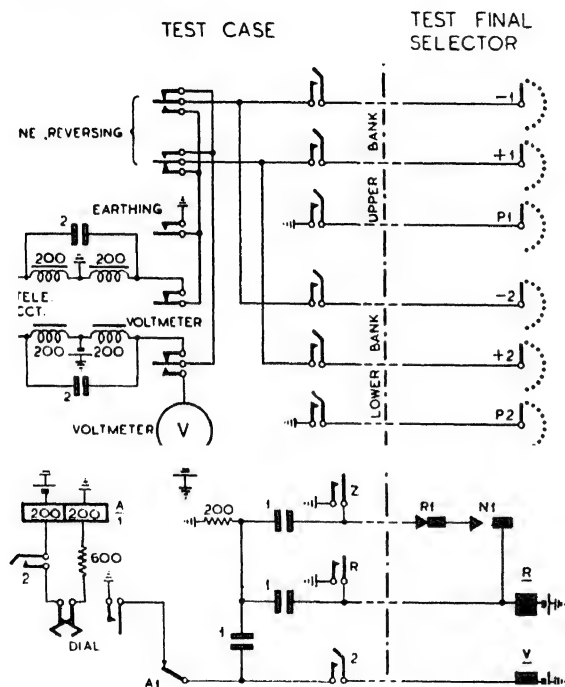 TEST CASE
TEST FINAL
SELECTOR
-1
NE REVERSING
+1
UPPER BANK
EARTHING
P1
2
200 200
-2
TELE.
CCT.
VOLTMETER
200 200
+2
LOWER BANK
2
VOLTMETER
V
P2
A
1
200 200
200
1
Z
R1
N1
2
600
R
R
1
DIAL
1
2
V
A1